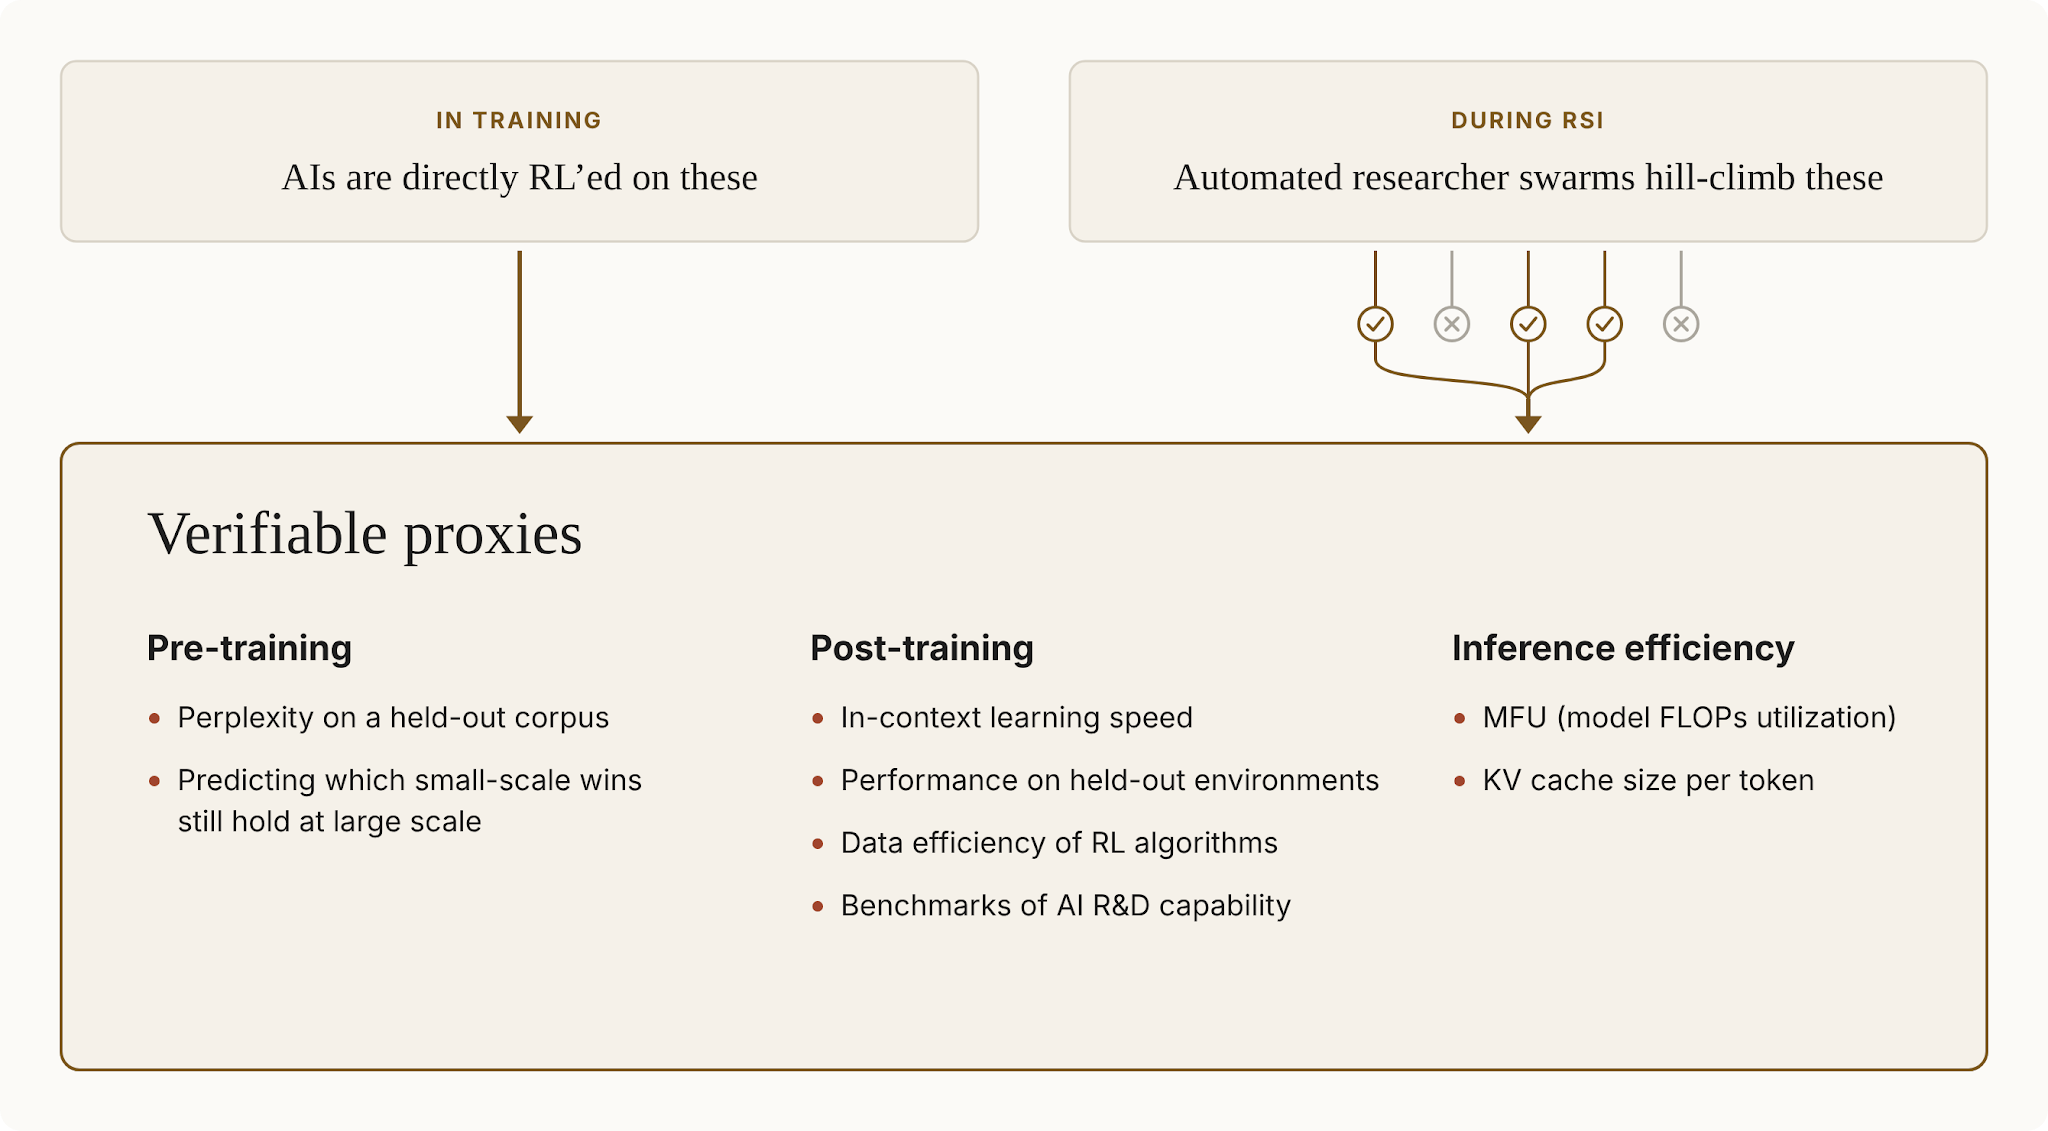 IN TRAINING
AIs are directly RL’ed on these
DURING RSI
Automated researcher swarms hill-climb these
Verifiable proxies
Pre-training
• Perplexity on a held-out corpus
• Predicting which small-scale wins
still hold at large scale
Post-training
• In-context learning speed
• Performance on held-out environments
• Data efficiency of RL algorithms
• Benchmarks of AI R&D capability
Inference efficiency
• MFU (model FLOPs utilization)
• KV cache size per token